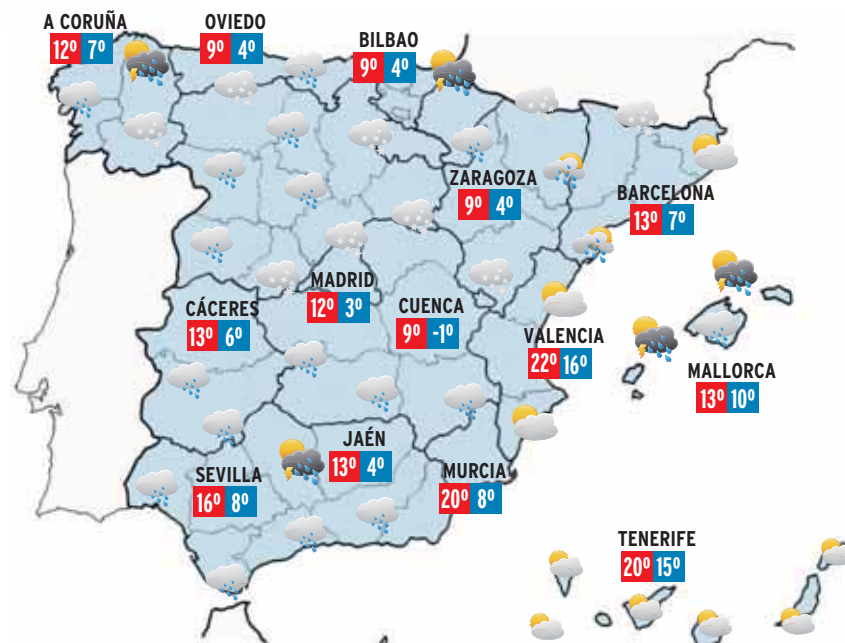 A CORUÑA
12º 7º
OVIEDO
9º 4º
BILBAO
9º 4º
ZARAGOZA
9º 4º
BARCELONA
13º 7º
MADRID
12º 3º
CÁCERES
13º 6º
CUENCA
9º -1º
VALENCIA
22º 16º
MALLORCA
13º 10º
JAÉN
13º 4º
SEVILLA
16º 8º
MURCIA
20º 8º
TENERIFE
20º 15º